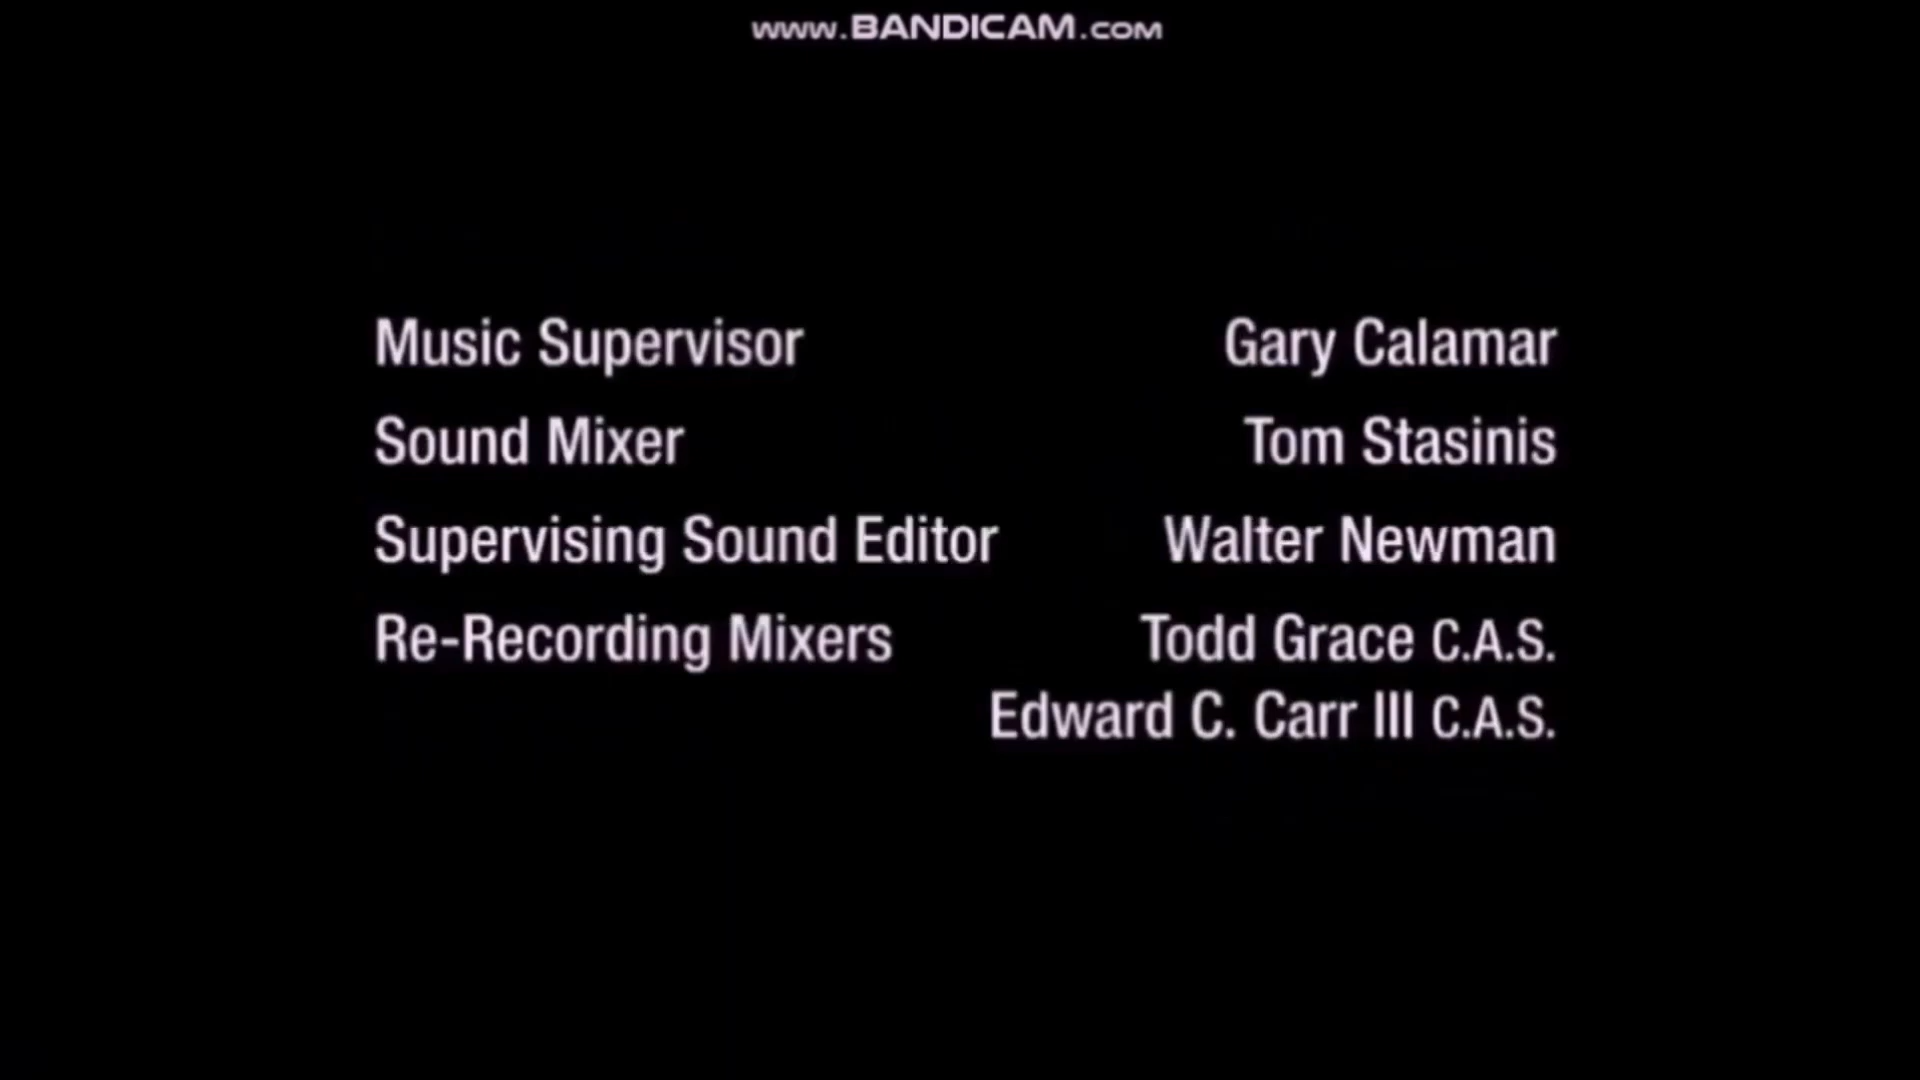 www.BANDICAM.com
Music Supervisor Gary Calamar
Sound Mixer Tom Stasinis
Supervising Sound Editor Walter Newman
Re-Recording Mixers Todd Grace C.A.S.
Edward C. Carr III C.A.S.